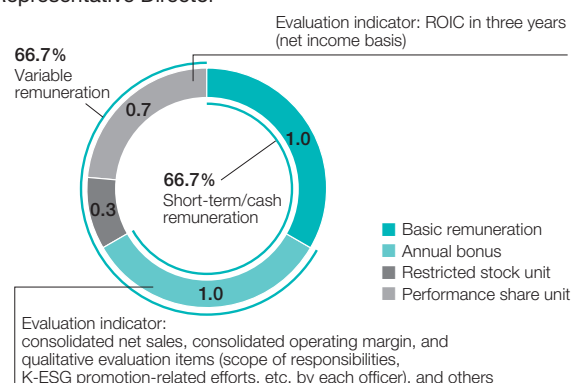 Representative Director
Evaluation indicator: ROIC in three years
(net income basis)
66.7%
Variable
remuneration
0.7
1.0
66.7%
Short-term/cash
remuneration
0.3
1.0
Basic remuneration
Annual bonus
Restricted stock unit
Performance share unit
Evaluation indicator:
consolidated net sales, consolidated operating margin, and
qualitative evaluation items (scope of responsibilities,
K-ESG promotion-related efforts, etc. by each officer), and others